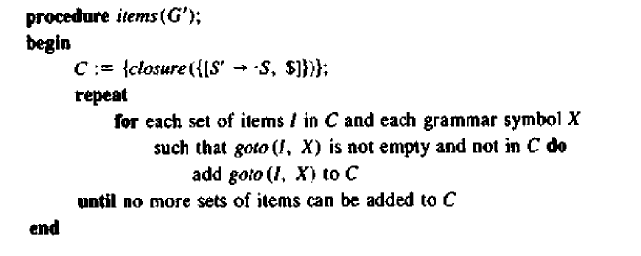 procedure items(G');
begin
C := {closure({[S' → ·S, $]})};
repeat
for each set of items I in C and each grammar symbol X
such that goto(I, X) is not empty and not in C do
add goto(I, X) to C
until no more sets of items can be added to C
end